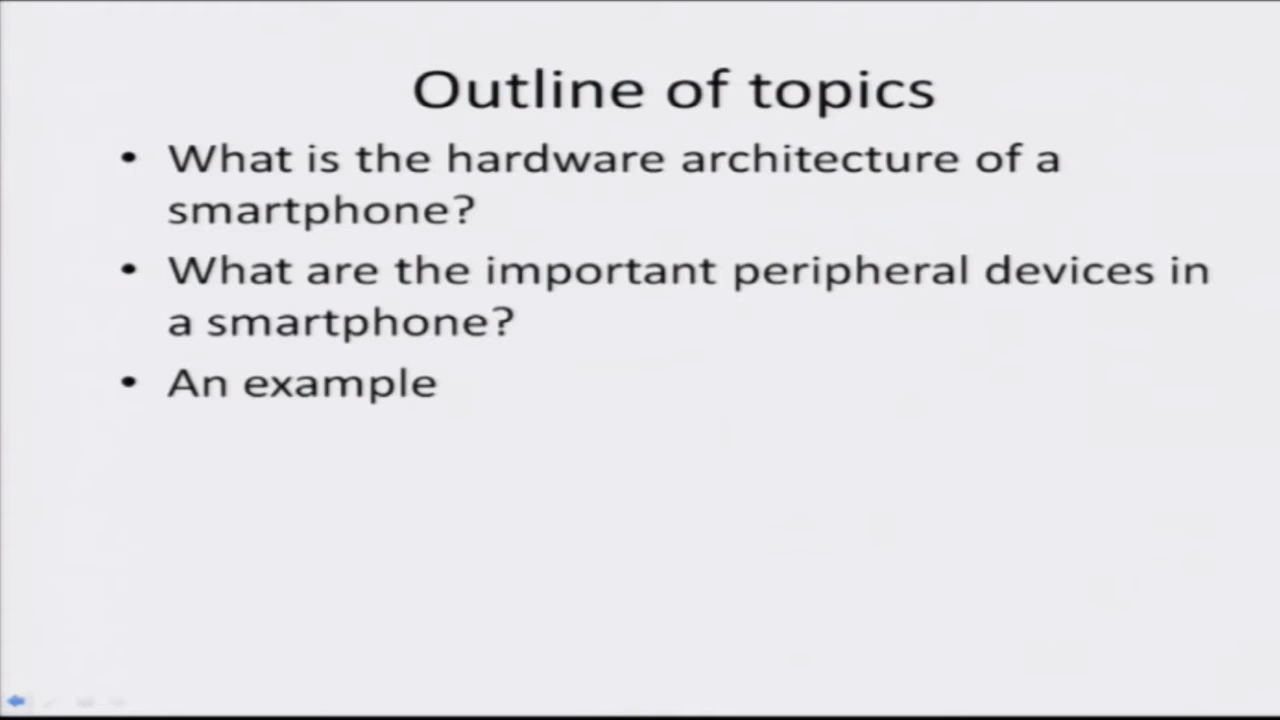 Outline of topics
• What is the hardware architecture of a
smartphone?
• What are the important peripheral devices in
a smartphone?
• An example